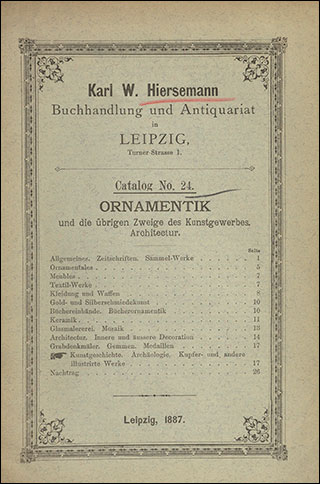 Karl W. Hiersemann
Buchhandlung und Antiquariat
in
LEIPZIG,
Turner-Strasse 1.
Catalog No. 24.
ORNAMENTIK
und die übrigen Zweige des Kunstgewerbes.
Architectur.
Seite
Allgemeines. Zeitschriften. Sammel-Werke . . . . . 1
Ornamentales . . . . . 5
Meubles . . . . . 7
Textil-Werke . . . . . 7
Kleidung und Waffen . . . . . 8
Gold- und Silberschmiedekunst . . . . . 10
Büchereinbände. Bücherornamentik . . . . . 10
Keramik . . . . . 11
Glasmalerei. Mosaik . . . . . 13
Architectur. Innere und äussere Decoration . . . . . 14
Grabdenkmäler. Gemmen. Medaillen . . . . . 17
☛ Kunstgeschichte. Archäologie. Kupfer- und andere
illustrirte Werke . . . . . 17
Nachtrag . . . . . 26
Leipzig, 1887.